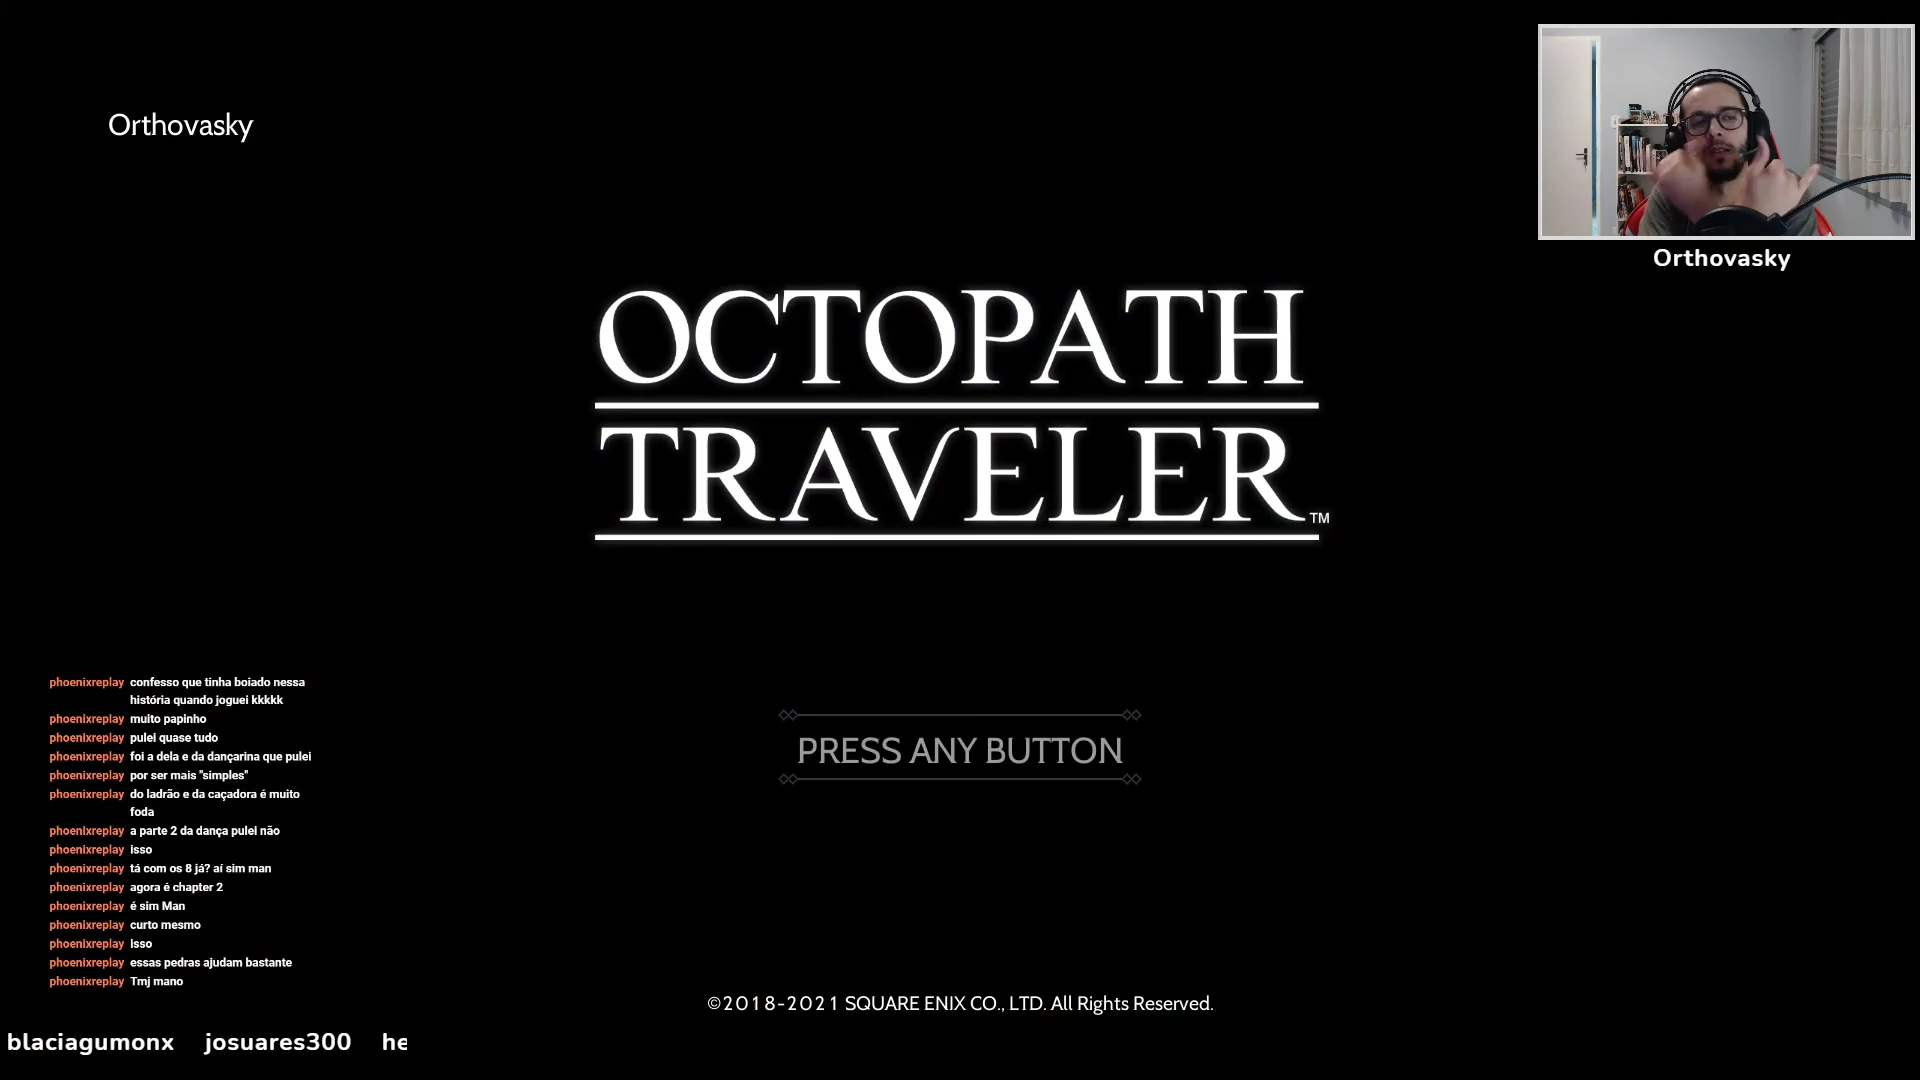 Orthovasky
Orthovasky
OCTOPATH
TRAVELER™
phoenixreplay confesso que tinha boiado nessa
história quando joguei kkkkk
phoenixreplay muito papinho
phoenixreplay pulei quase tudo
phoenixreplay foi a dela e da dançarina que pulei
phoenixreplay por ser mais "simples"
phoenixreplay do ladrão e da caçadora é muito
foda
phoenixreplay a parte 2 da dança pulei não
phoenixreplay isso
phoenixreplay tá com os 8 já? aí sim man
phoenixreplay agora é chapter 2
phoenixreplay é sim Man
phoenixreplay curto mesmo
phoenixreplay isso
phoenixreplay essas pedras ajudam bastante
phoenixreplay Tmj mano
PRESS ANY BUTTON
©2018-2021 SQUARE ENIX CO., LTD. All Rights Reserved.
blaciagumonx josuares300 he